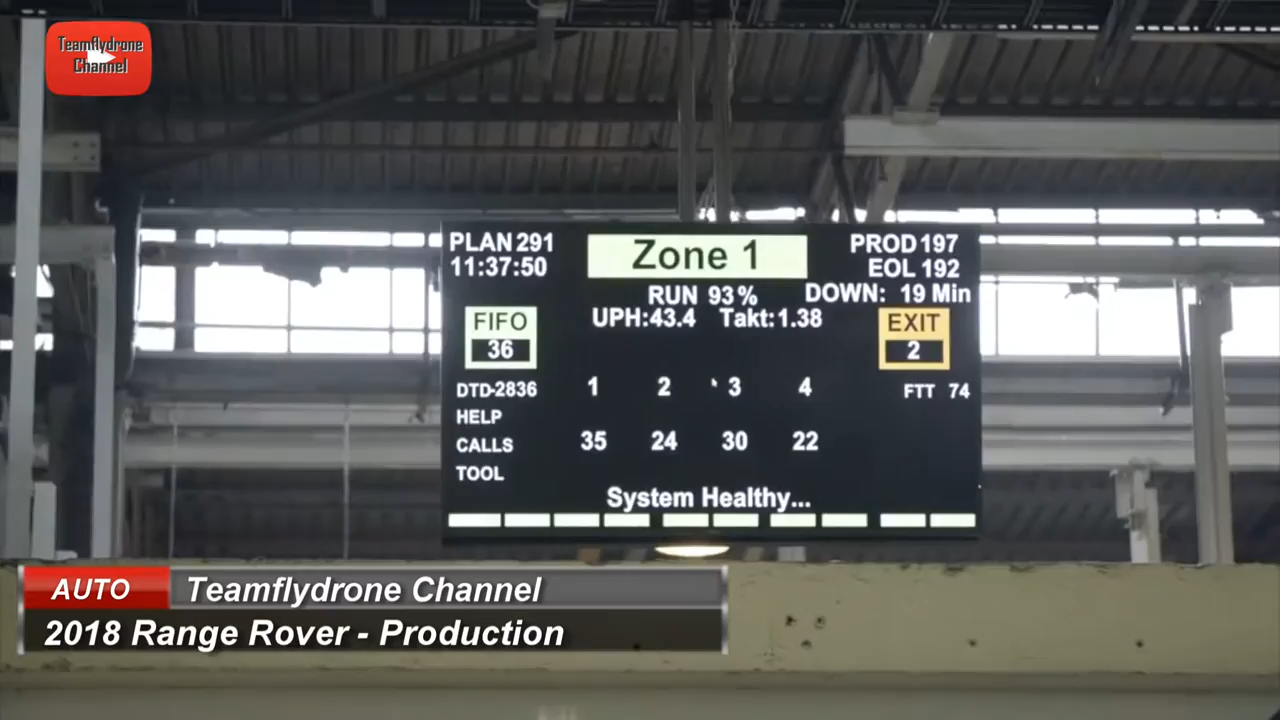 Teamflydrone
Channel
PLAN 291
11:37:50
Zone 1
PROD 197
EOL 192
RUN 93%
DOWN: 19 Min
UPH:43.4 Takt:1.38
FIFO
36
EXIT
2
DTD-2836
1 2 3 4
FTT 74
HELP
CALLS
35 24 30 22
TOOL
System Healthy...
AUTO
Teamflydrone Channel
2018 Range Rover - Production